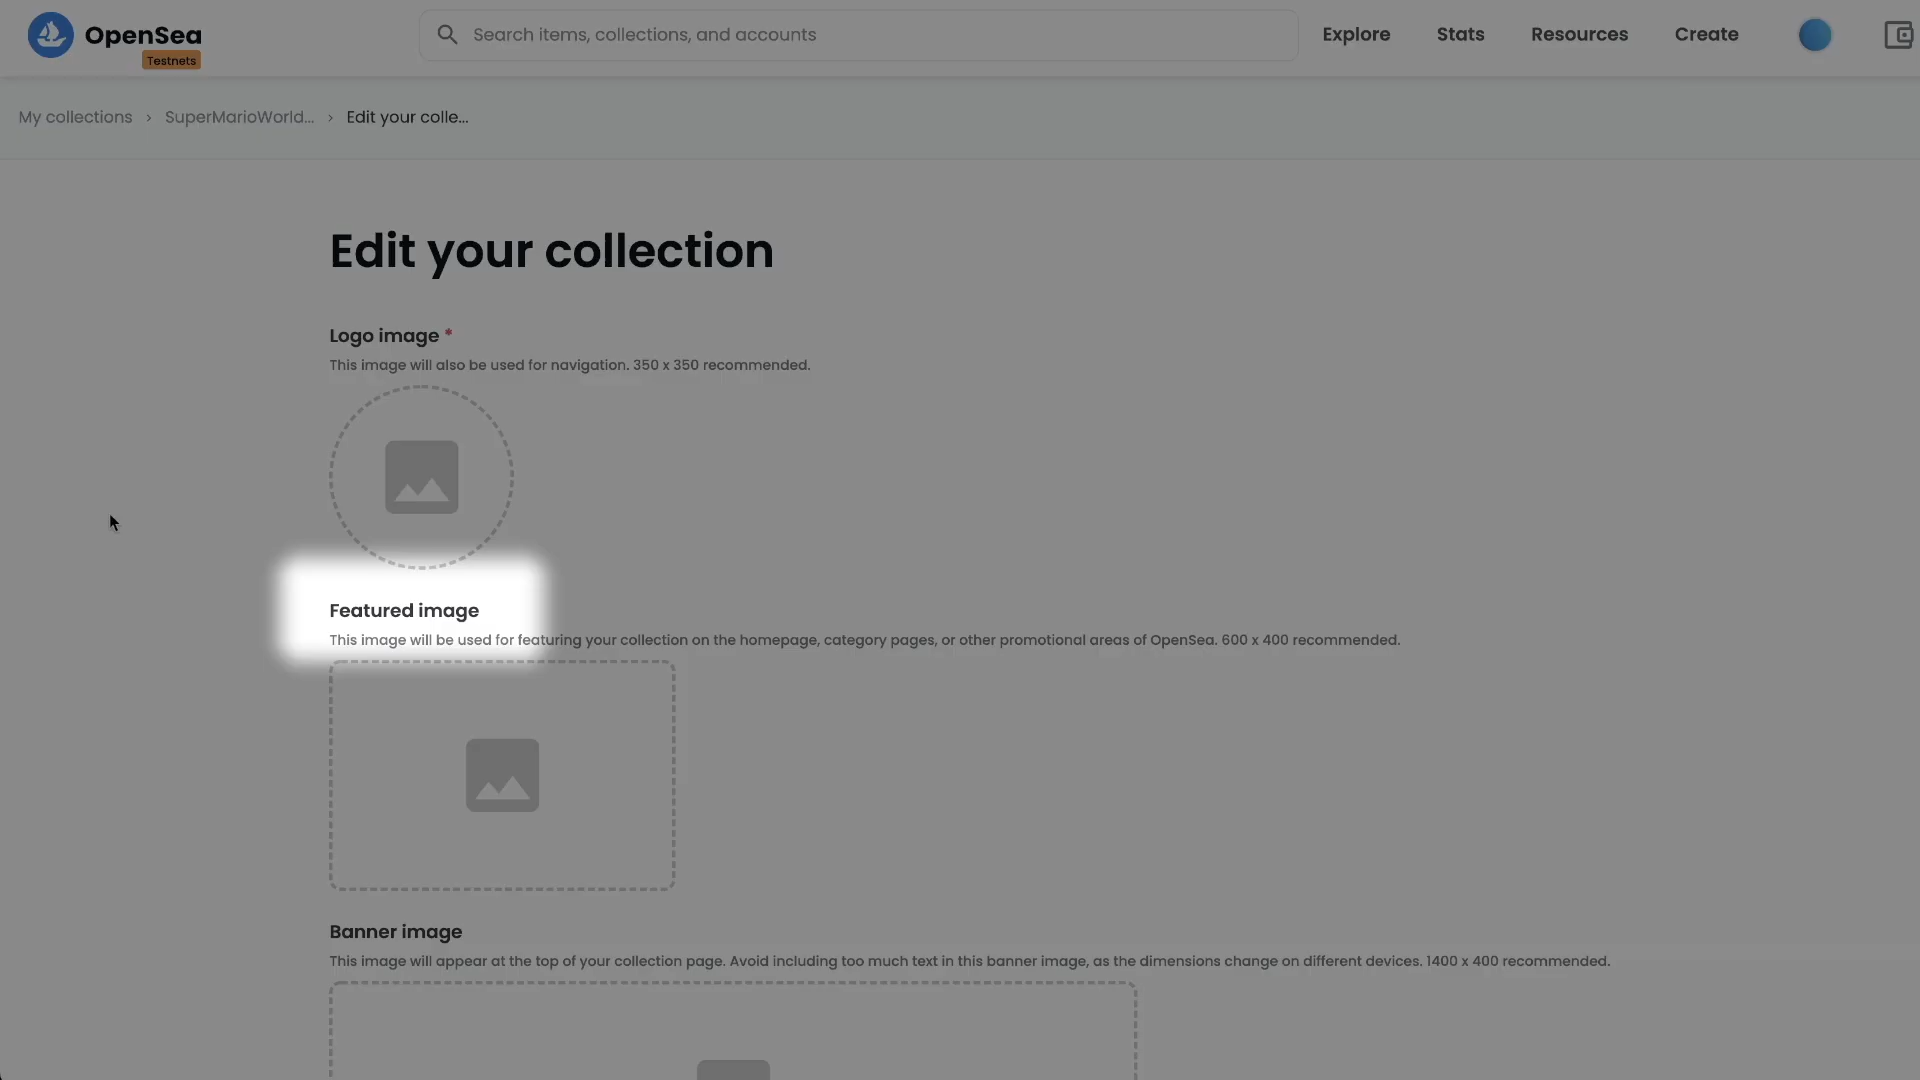 OpenSea
Testnets
Search items, collections, and accounts
Explore
Stats
Resources
Create
My collections › SuperMarioWorld... › Edit your colle...
Edit your collection
Logo image *
This image will also be used for navigation. 350 x 350 recommended.
Featured image
This image will be used for featuring your collection on the homepage, category pages, or other promotional areas of OpenSea. 600 x 400 recommended.
Banner image
This image will appear at the top of your collection page. Avoid including too much text in this banner image, as the dimensions change on different devices. 1400 x 400 recommended.